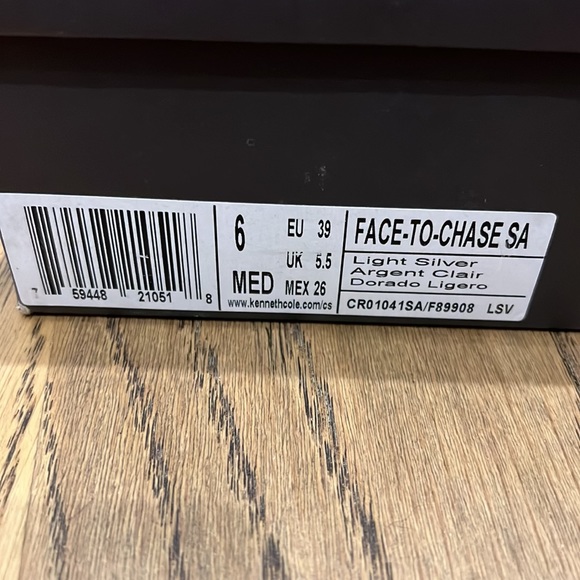 7 59448 21051 8
6 EU 39
UK 5.5
MED MEX 26
www.kennethcole.com/cs
FACE-TO-CHASE SA
Light Silver
Argent Clair
Dorado Ligero
CR01041SA/F89908 LSV